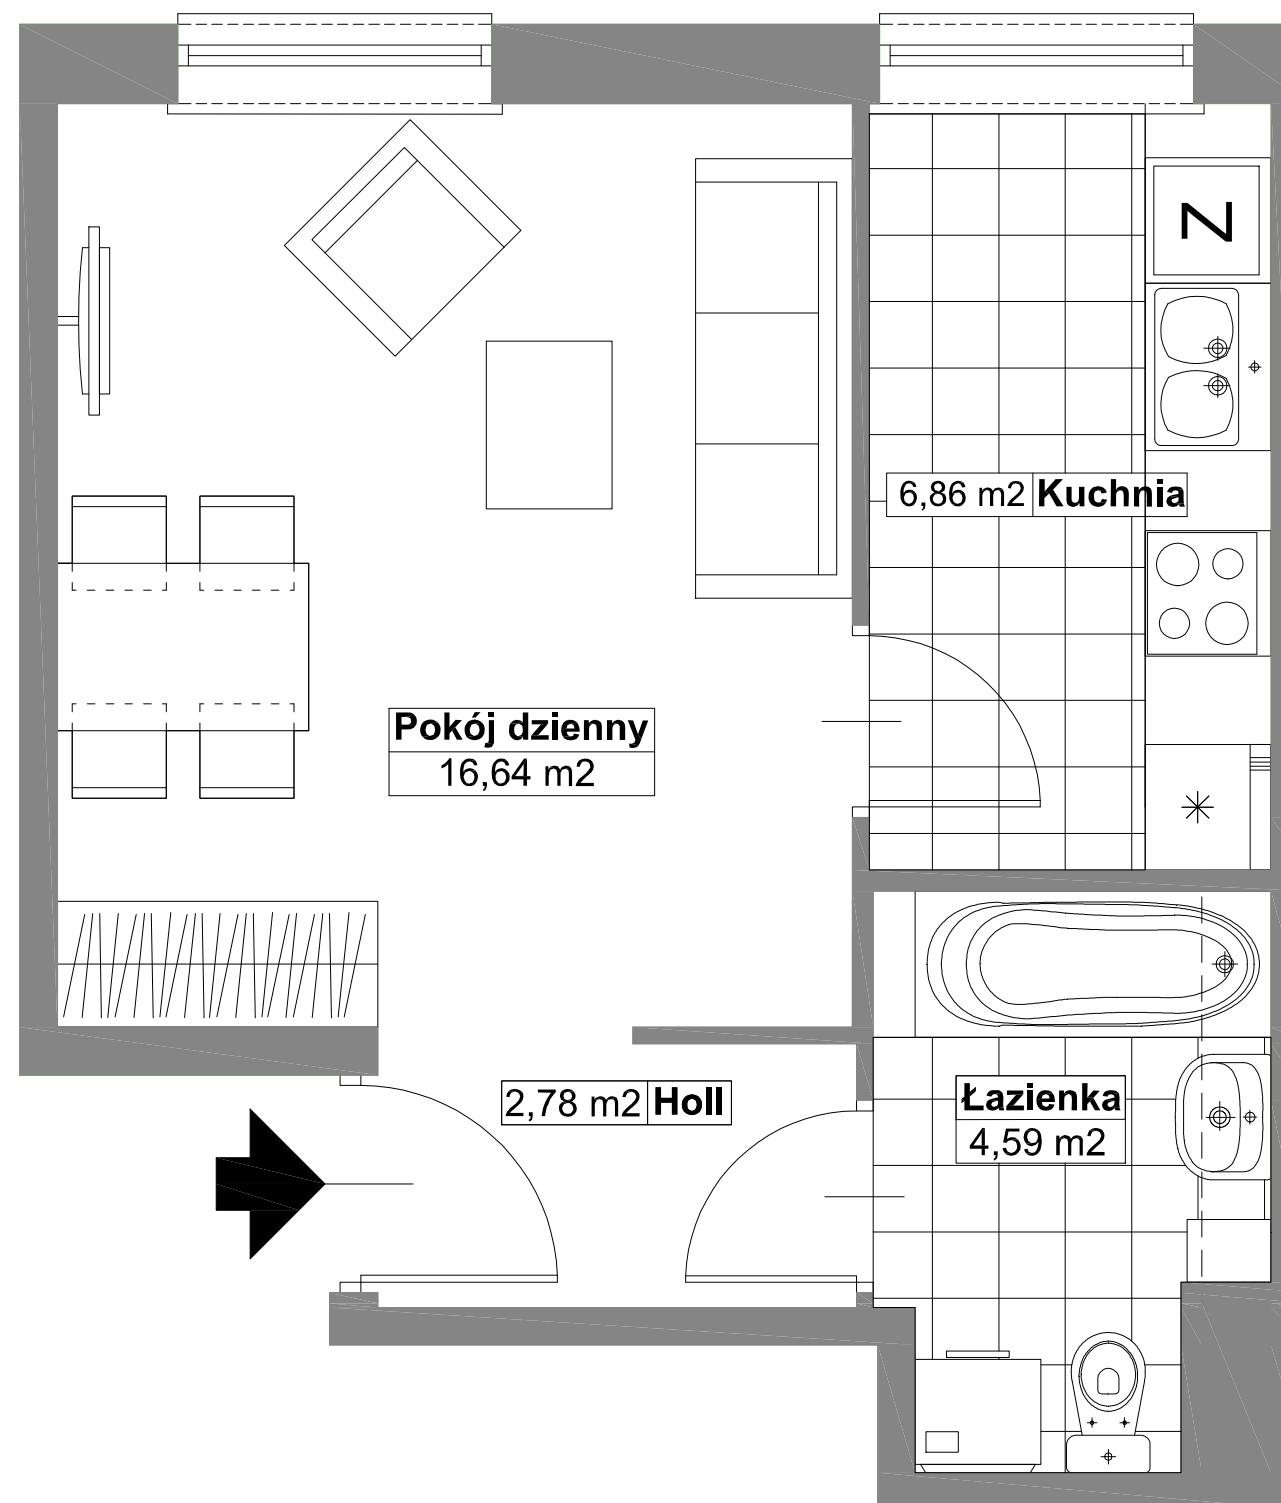 Z
6,86 m2 Kuchnia
Pokój dzienny
16,64 m2
2,78 m2 Holl
Łazienka
4,59 m2